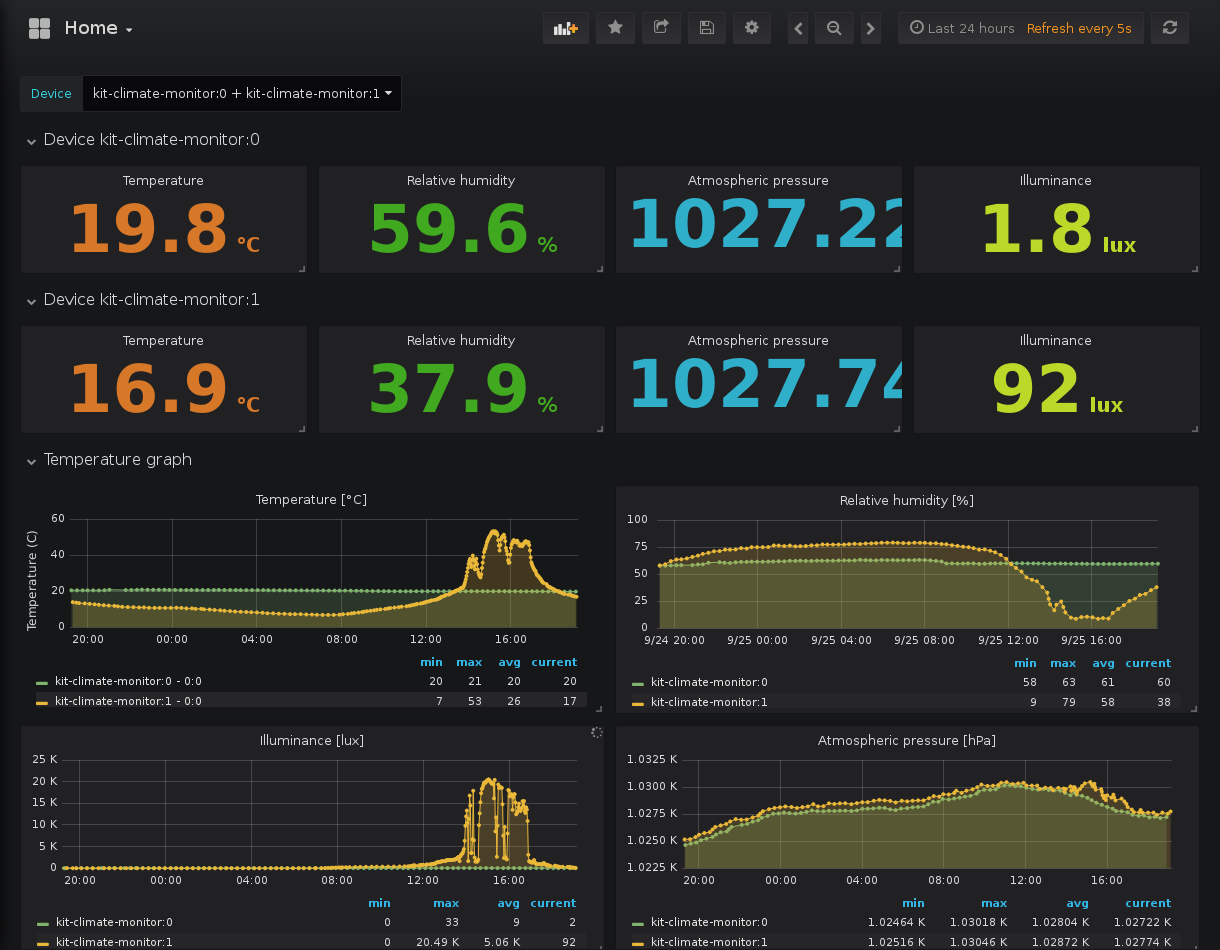 Home
Last 24 hours Refresh every 5s
Device kit-climate-monitor:0 + kit-climate-monitor:1
Device kit-climate-monitor:0
Temperature Relative humidity Atmospheric pressure Illuminance
19.8 °C 59.6 % 1027.22 1.8 lux
Device kit-climate-monitor:1
Temperature Relative humidity Atmospheric pressure Illuminance
16.9 °C 37.9 % 1027.74 92 lux
Temperature graph
Temperature [°C]
Temperature (C)
60
40
20
0
20:00 00:00 04:00 08:00 12:00 16:00
min max avg current
kit-climate-monitor:0 - 0:0 20 21 20 20
kit-climate-monitor:1 - 0:0 7 53 26 17
Relative humidity [%]
100
75
50
25
0
9/24 20:00 9/25 00:00 9/25 04:00 9/25 08:00 9/25 12:00 9/25 16:00
min max avg current
kit-climate-monitor:0 58 63 61 60
kit-climate-monitor:1 9 79 58 38
Illuminance [lux]
25 K
20 K
15 K
10 K
5 K
0
20:00 00:00 04:00 08:00 12:00 16:00
min max avg current
kit-climate-monitor:0 0 33 9 2
kit-climate-monitor:1 0 20.49 K 5.06 K 92
Atmospheric pressure [hPa]
1.0325 K
1.0300 K
1.0275 K
1.0250 K
1.0225 K
20:00 00:00 04:00 08:00 12:00 16:00
min max avg current
kit-climate-monitor:0 1.02464 K 1.03018 K 1.02804 K 1.02722 K
kit-climate-monitor:1 1.02516 K 1.03046 K 1.02872 K 1.02774 K